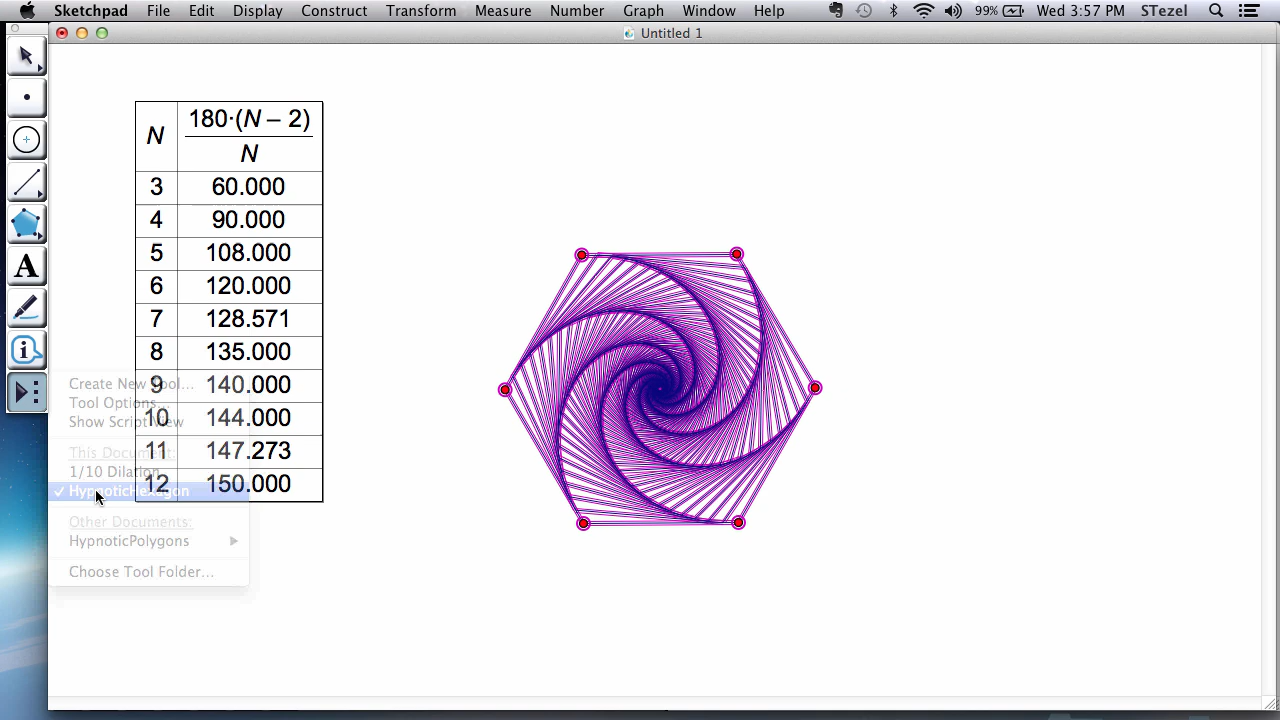 Sketchpad File Edit Display Construct Transform Measure Number Graph Window Help 99% Wed 3:57 PM STezel
Untitled 1
N 180·(N – 2)
N
3 60.000
4 90.000
5 108.000
6 120.000
7 128.571
8 135.000
9 140.000
10 144.000
11 147.273
12 150.000
A
i
Create New Tool...
Tool Options...
Show Script View
This Document:
1/10 Dilation
✓ HypnoticHexagon
Other Documents:
HypnoticPolygons
Choose Tool Folder...